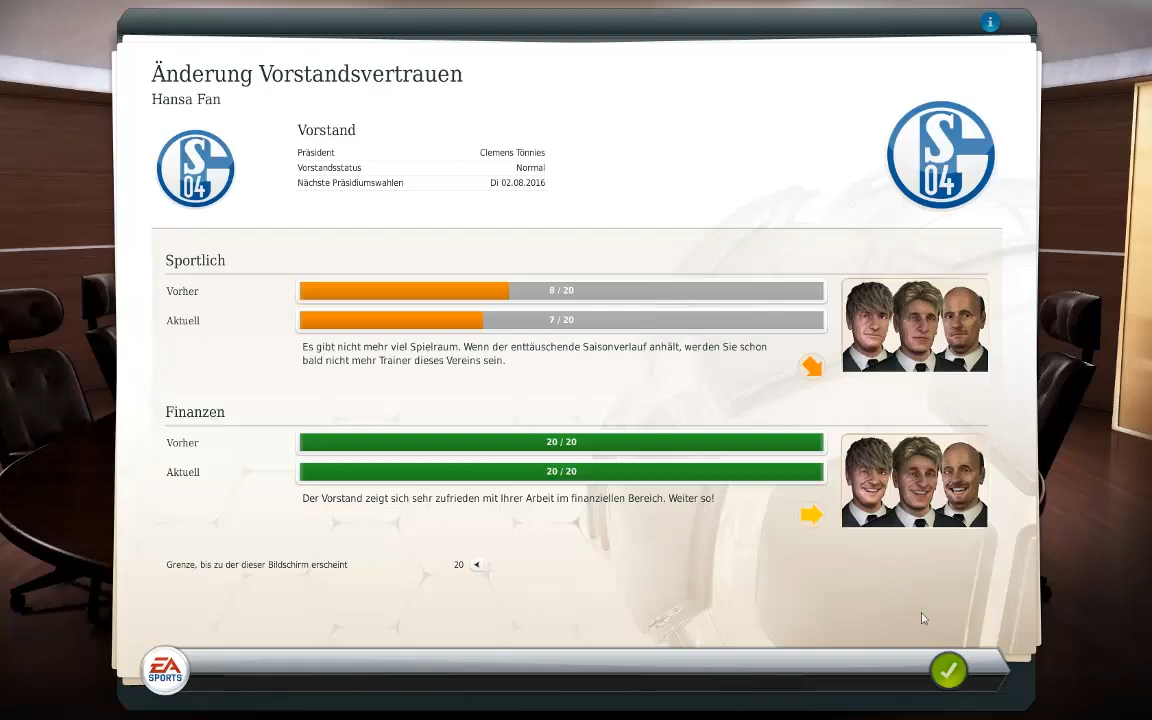 i
Änderung Vorstandsvertrauen
Hansa Fan
S
04
Vorstand
Präsident Clemens Tönnies
Vorstandsstatus Normal
Nächste Präsidiumswahlen Di 02.08.2016
S
04
Sportlich
Vorher 8 / 20
Aktuell 7 / 20
Es gibt nicht mehr viel Spielraum. Wenn der enttäuschende Saisonverlauf anhält, werden Sie schon
bald nicht mehr Trainer dieses Vereins sein.
Finanzen
Vorher 20 / 20
Aktuell 20 / 20
Der Vorstand zeigt sich sehr zufrieden mit Ihrer Arbeit im finanziellen Bereich. Weiter so!
Grenze, bis zu der dieser Bildschirm erscheint 20
EA
SPORTS